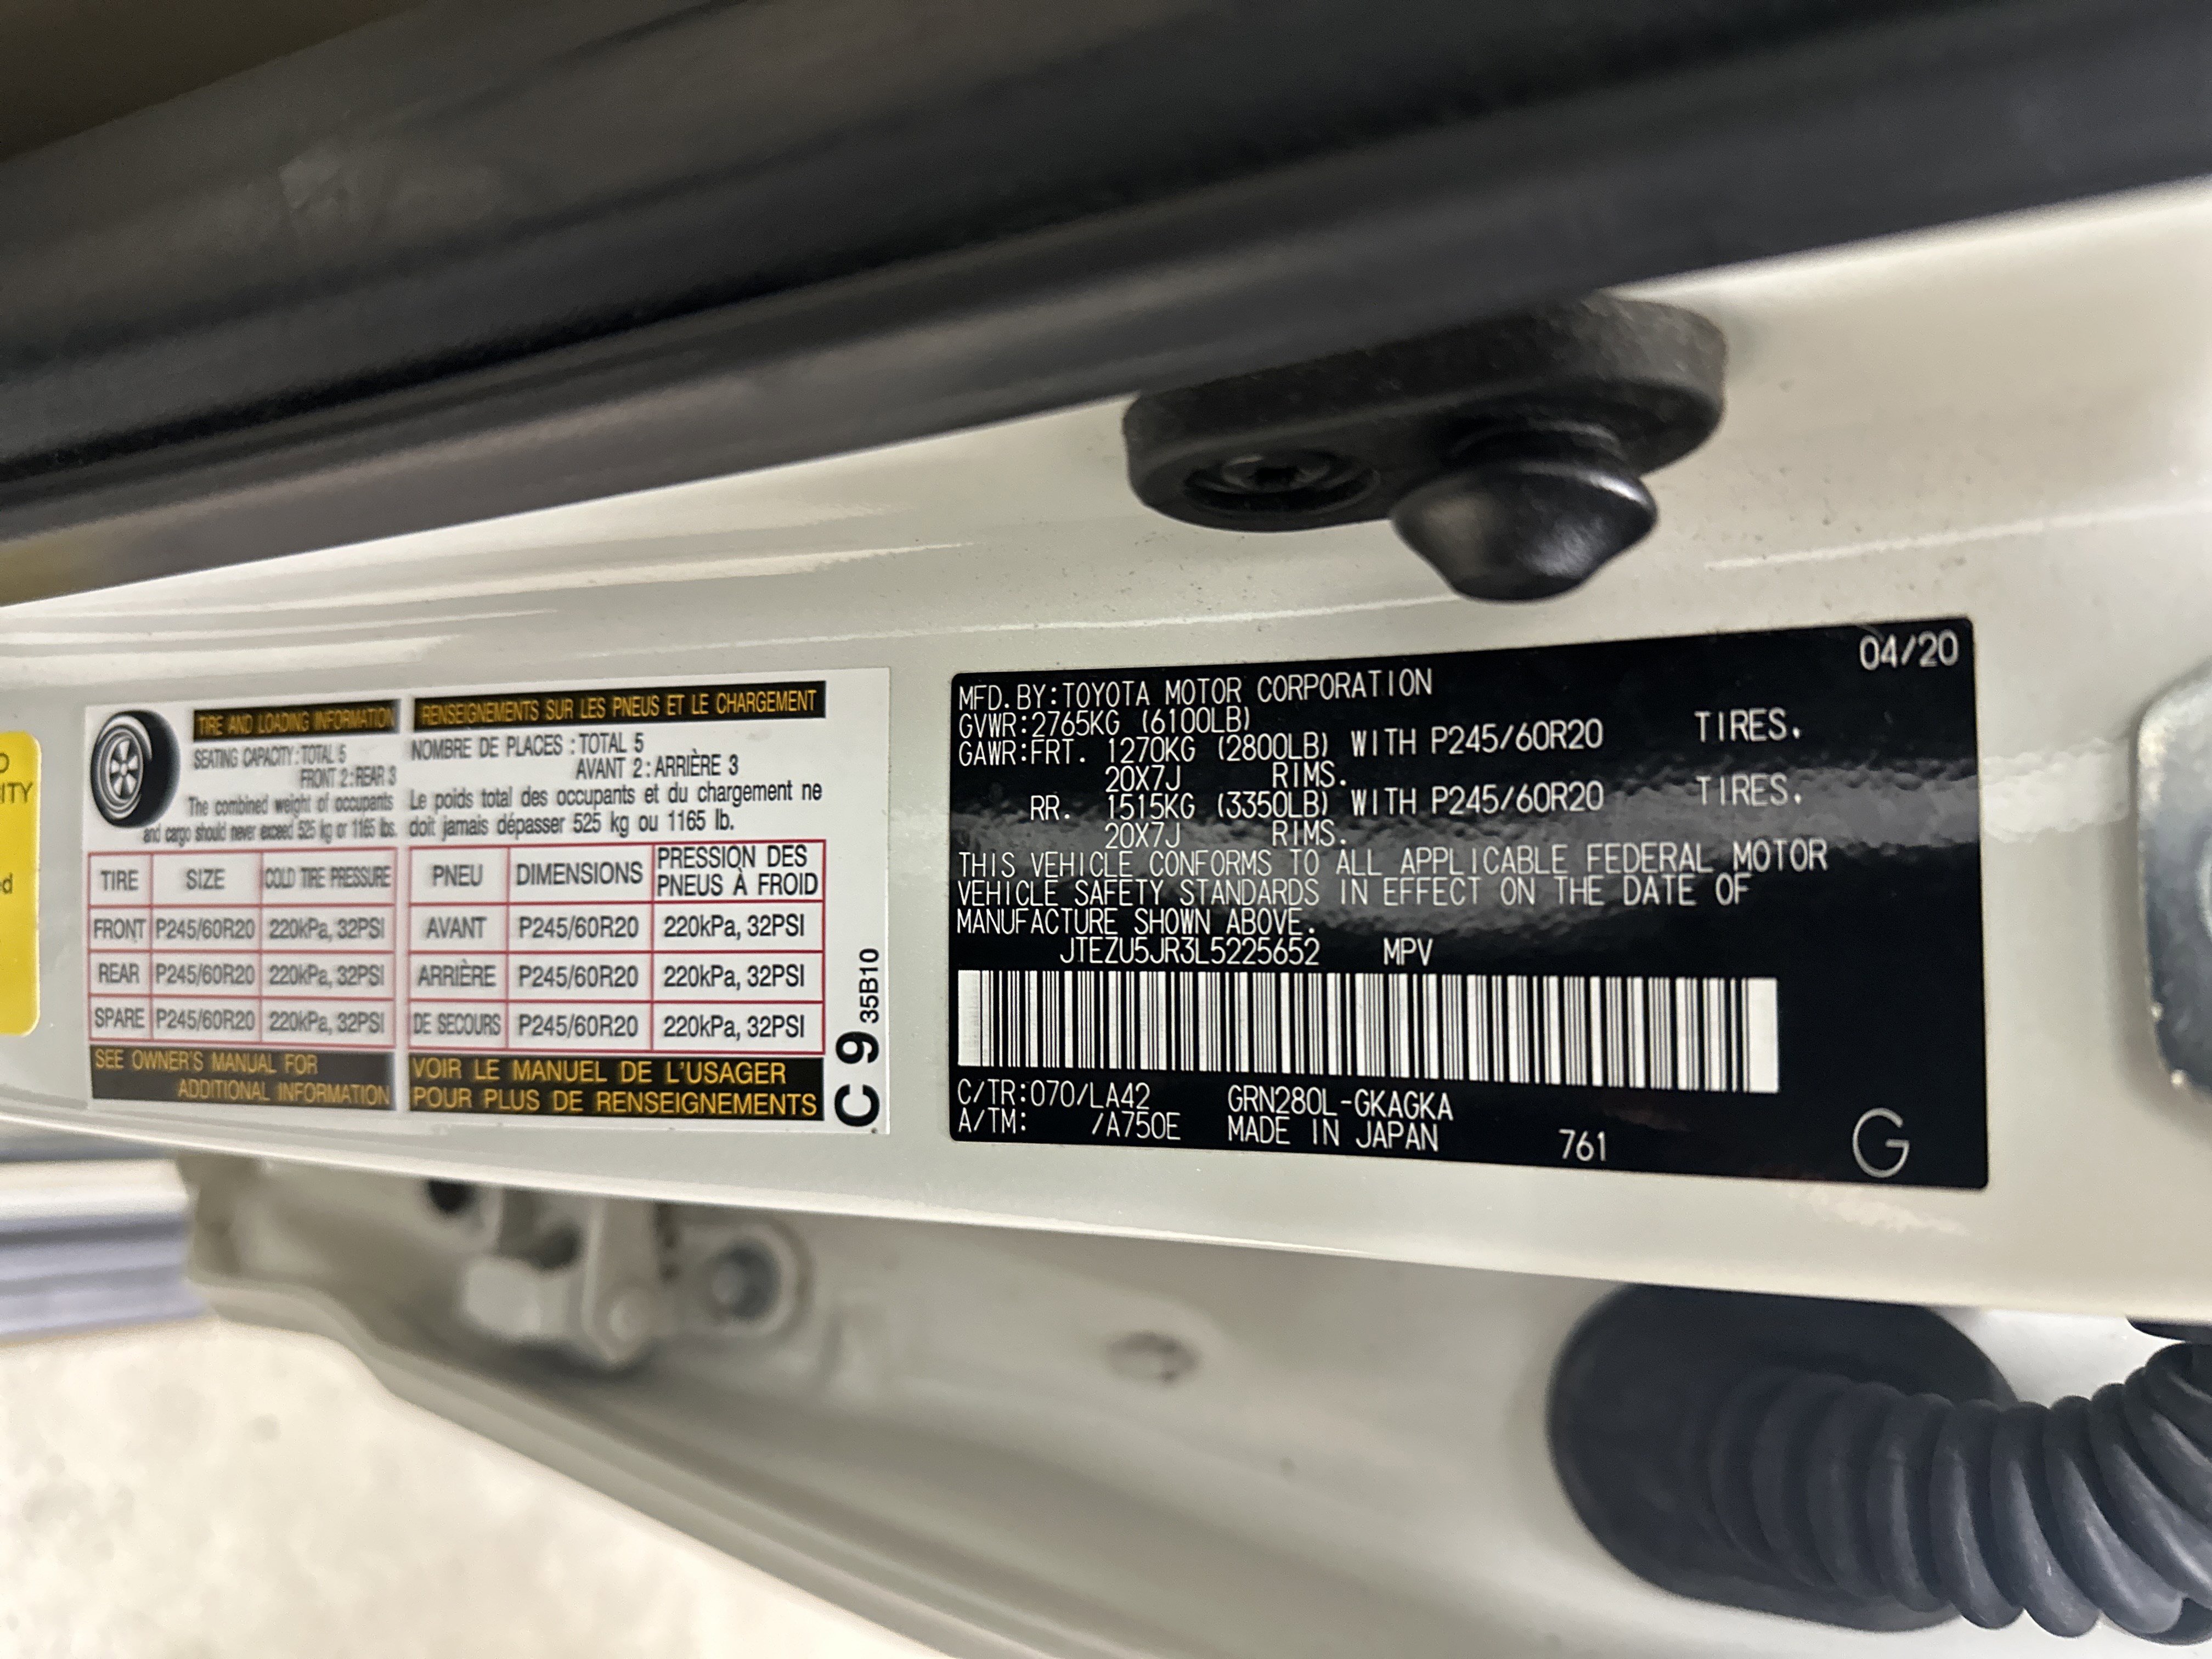 ITY
TIRE AND LOADING INFORMATION
SEATING CAPACITY : TOTAL 5
FRONT 2 : REAR 3
The combined weight of occupants
and cargo should never exceed 525 kg or 1165 lbs.
TIRE SIZE COLD TIRE PRESSURE
FRONT P245/60R20 220kPa, 32PSI
REAR P245/60R20 220kPa, 32PSI
SPARE P245/60R20 220kPa, 32PSI
SEE OWNER'S MANUAL FOR
ADDITIONAL INFORMATION
RENSEIGNEMENTS SUR LES PNEUS ET LE CHARGEMENT
NOMBRE DE PLACES : TOTAL 5
AVANT 2 : ARRIÈRE 3
Le poids total des occupants et du chargement ne
doit jamais dépasser 525 kg ou 1165 lb.
PNEU DIMENSIONS PRESSION DES
PNEUS À FROID
AVANT P245/60R20 220kPa, 32PSI
ARRIÈRE P245/60R20 220kPa, 32PSI
DE SECOURS P245/60R20 220kPa, 32PSI
VOIR LE MANUEL DE L'USAGER
POUR PLUS DE RENSEIGNEMENTS
C 9 35B10
04/20
MFD. BY:TOYOTA MOTOR CORPORATION
GVWR:2765KG (6100LB)
GAWR:FRT. 1270KG (2800LB) WITH P245/60R20 TIRES.
20X7J RIMS.
RR. 1515KG (3350LB) WITH P245/60R20 TIRES.
20X7J RIMS.
THIS VEHICLE CONFORMS TO ALL APPLICABLE FEDERAL MOTOR
VEHICLE SAFETY STANDARDS IN EFFECT ON THE DATE OF
MANUFACTURE SHOWN ABOVE.
JTEZU5JR3L5225652 MPV
C/TR:070/LA42 GRN280L-GKAGKA
A/TM: /A750E MADE IN JAPAN 761
G